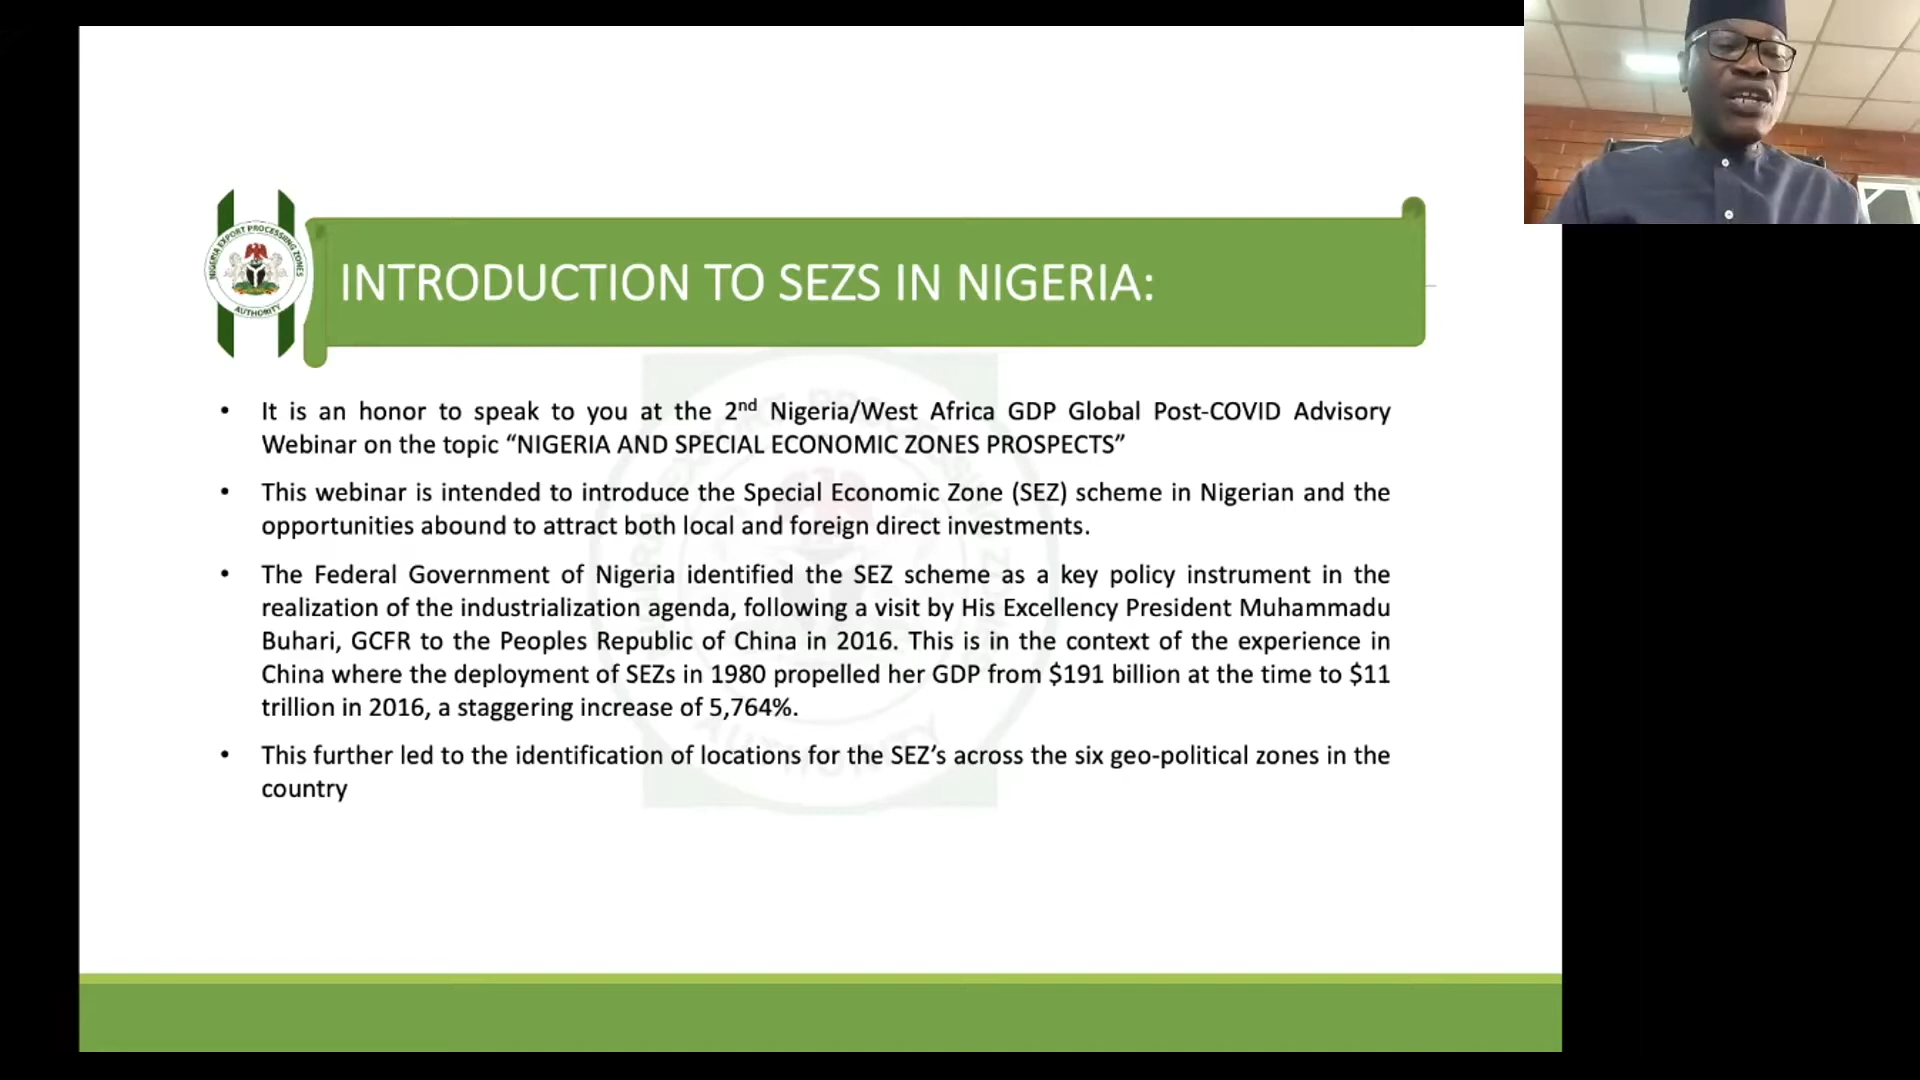 NIGERIA EXPORT PROCESSING ZONES
AUTHORITY
INTRODUCTION TO SEZS IN NIGERIA:
• It is an honor to speak to you at the 2nd Nigeria/West Africa GDP Global Post-COVID Advisory
Webinar on the topic “NIGERIA AND SPECIAL ECONOMIC ZONES PROSPECTS”
• This webinar is intended to introduce the Special Economic Zone (SEZ) scheme in Nigerian and the
opportunities abound to attract both local and foreign direct investments.
• The Federal Government of Nigeria identified the SEZ scheme as a key policy instrument in the
realization of the industrialization agenda, following a visit by His Excellency President Muhammadu
Buhari, GCFR to the Peoples Republic of China in 2016. This is in the context of the experience in
China where the deployment of SEZs in 1980 propelled her GDP from $191 billion at the time to $11
trillion in 2016, a staggering increase of 5,764%.
• This further led to the identification of locations for the SEZ’s across the six geo-political zones in the
country